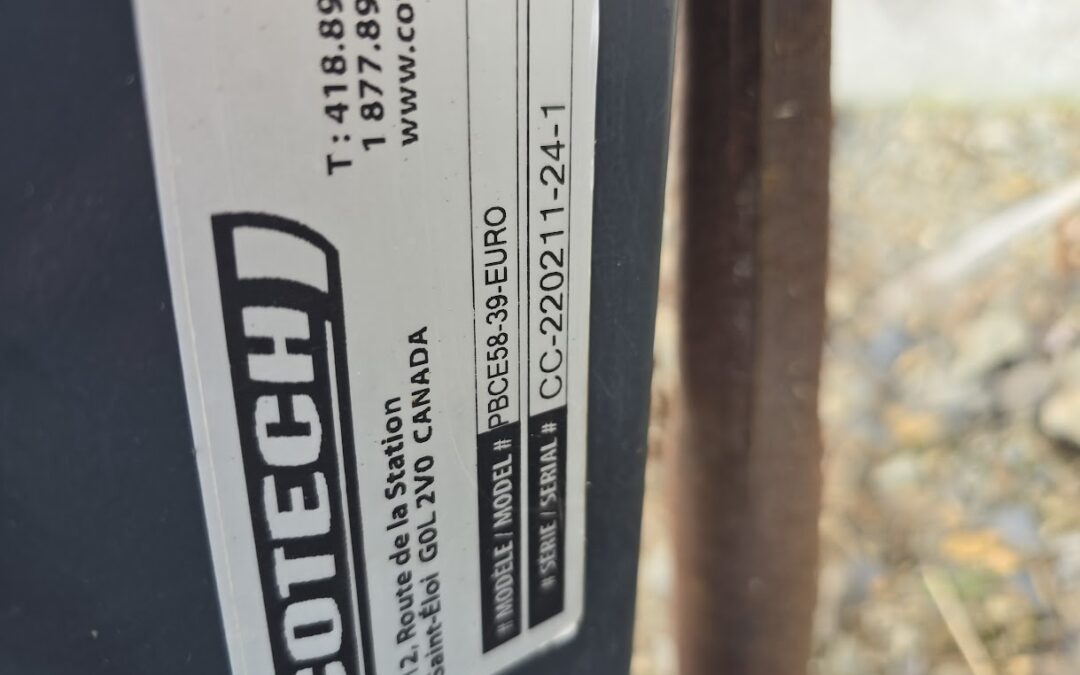 COTECH
T : 418.89
1 877.89
www.co
12, Route de la Station
Saint-Éloi G0L 2V0 CANADA
# MODÈLE / MODEL # PBCE58-39-EURO
# SÉRIE / SERIAL # CC-220211-24-1